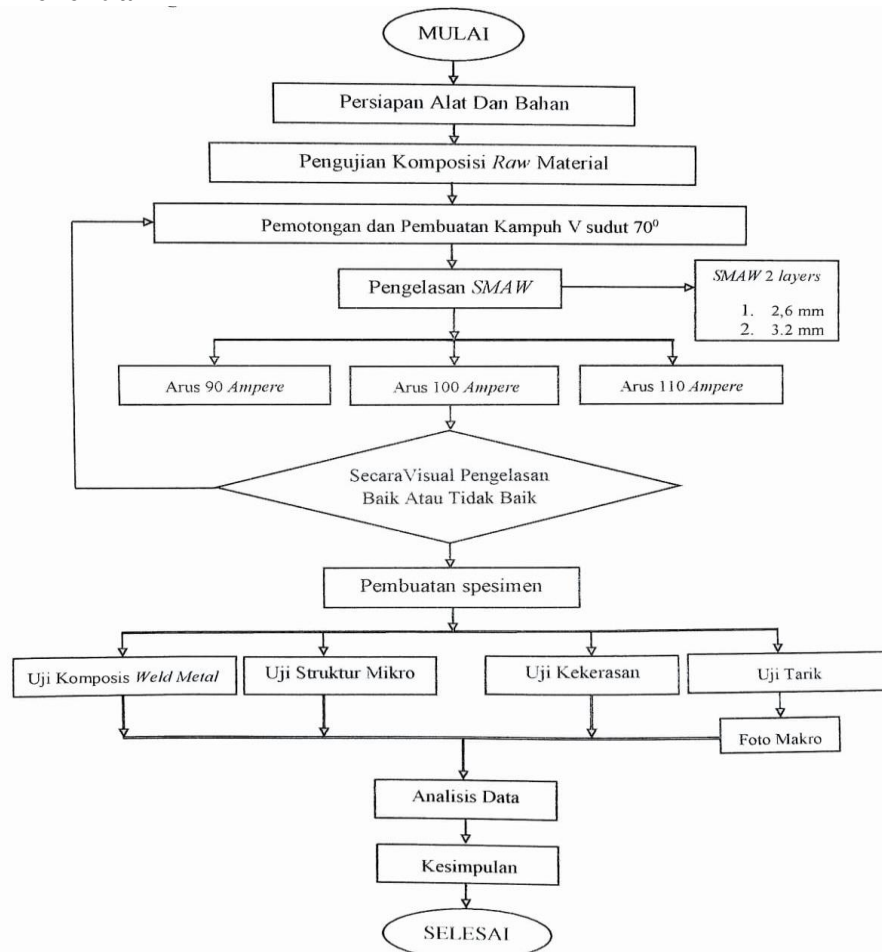 MULAI
Persiapan Alat Dan Bahan
Pengujian Komposisi Raw Material
Pemotongan dan Pembuatan Kampuh V sudut 70⁰
Pengelasan SMAW
SMAW 2 layers
1. 2,6 mm
2. 3.2 mm
Arus 90 Ampere
Arus 100 Ampere
Arus 110 Ampere
SecaraVisual Pengelasan
Baik Atau Tidak Baik
Pembuatan spesimen
Uji Komposis Weld Metal
Uji Struktur Mikro
Uji Kekerasan
Uji Tarik
Foto Makro
Analisis Data
Kesimpulan
SELESAI